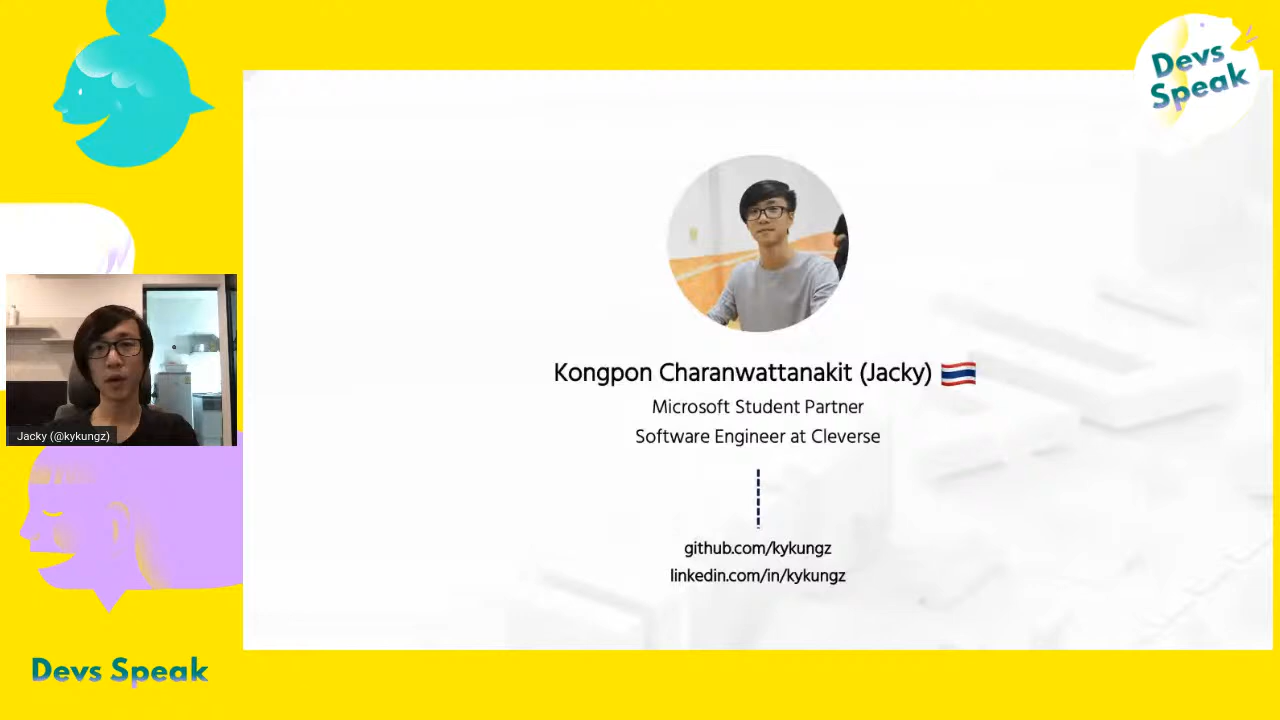 Devs
Speak
Kongpon Charanwattanakit (Jacky) 🇹🇭
Microsoft Student Partner
Software Engineer at Cleverse
github.com/kykungz
linkedin.com/in/kykungz
Jacky (@kykungz)
Devs Speak